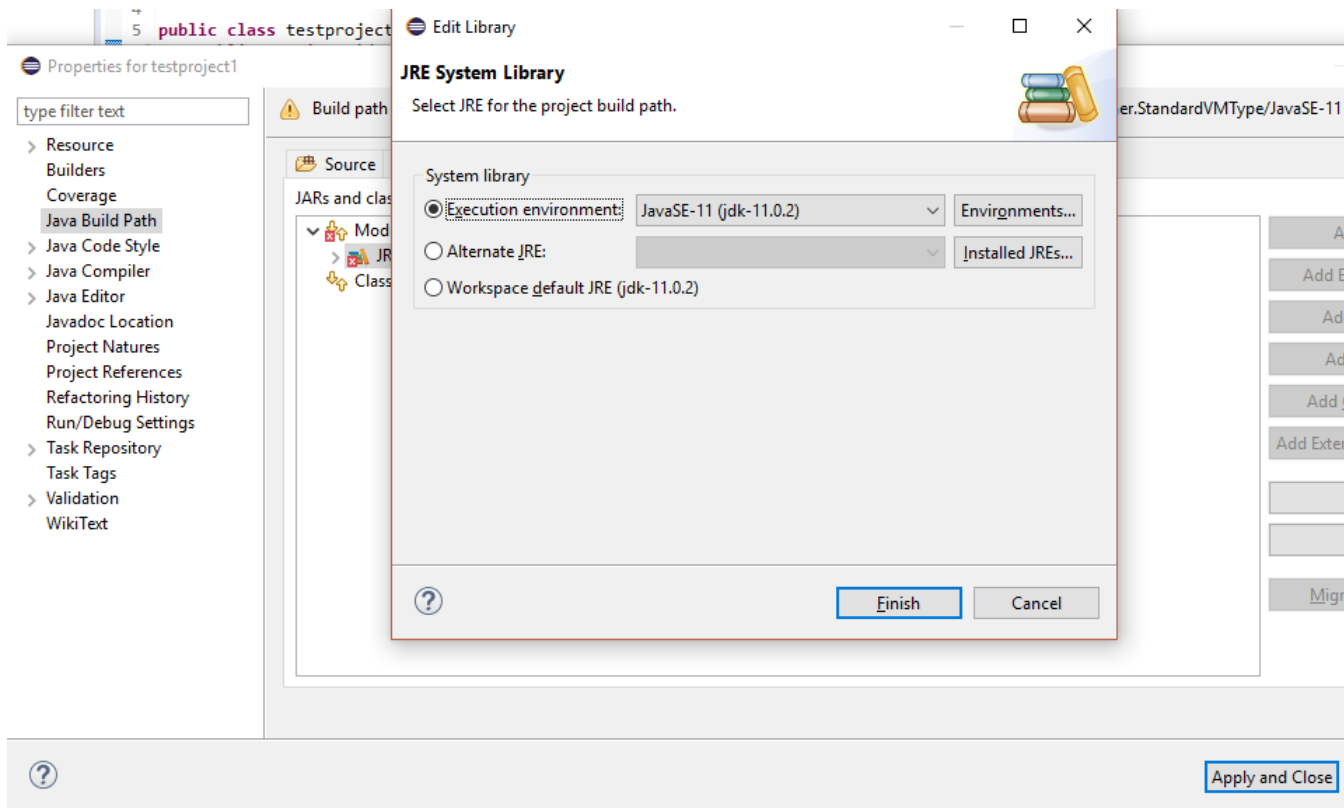 5 public class testproject
Properties for testproject1
type filter text
Resource
Builders
Coverage
Java Build Path
Java Code Style
Java Compiler
Java Editor
Javadoc Location
Project Natures
Project References
Refactoring History
Run/Debug Settings
Task Repository
Task Tags
Validation
WikiText
Build path
er.StandardVMType/JavaSE-11
Source
JARs and clas
Mod
JR
Class
Edit Library
JRE System Library
Select JRE for the project build path.
System library
Execution environment: JavaSE-11 (jdk-11.0.2) Environments...
Alternate JRE: Installed JREs...
Workspace default JRE (jdk-11.0.2)
Finish Cancel
A
Add E
Ad
Ad
Add
Add Exter
Migr
Apply and Close